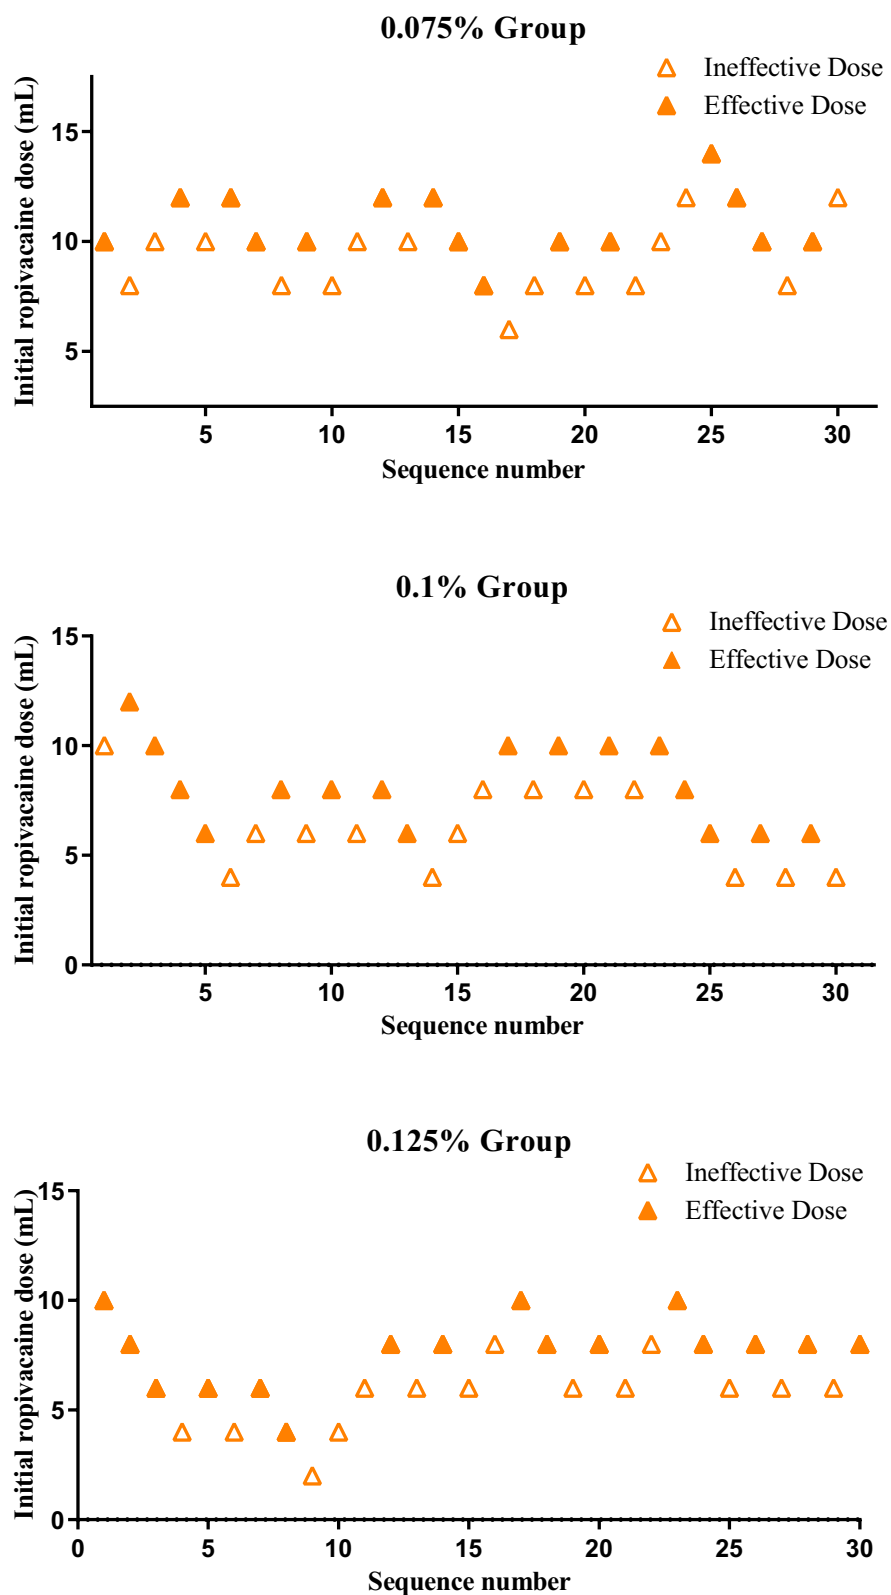 0.075% Group
Ineffective Dose
Effective Dose
Initial ropivacaine dose (mL)
15
10
5
5 10 15 20 25 30
Sequence number
0.1% Group
Ineffective Dose
Effective Dose
Initial ropivacaine dose (mL)
15
10
5
0
5 10 15 20 25 30
Sequence number
0.125% Group
Ineffective Dose
Effective Dose
Initial ropivacaine dose (mL)
15
10
5
0
0 5 10 15 20 25 30
Sequence number